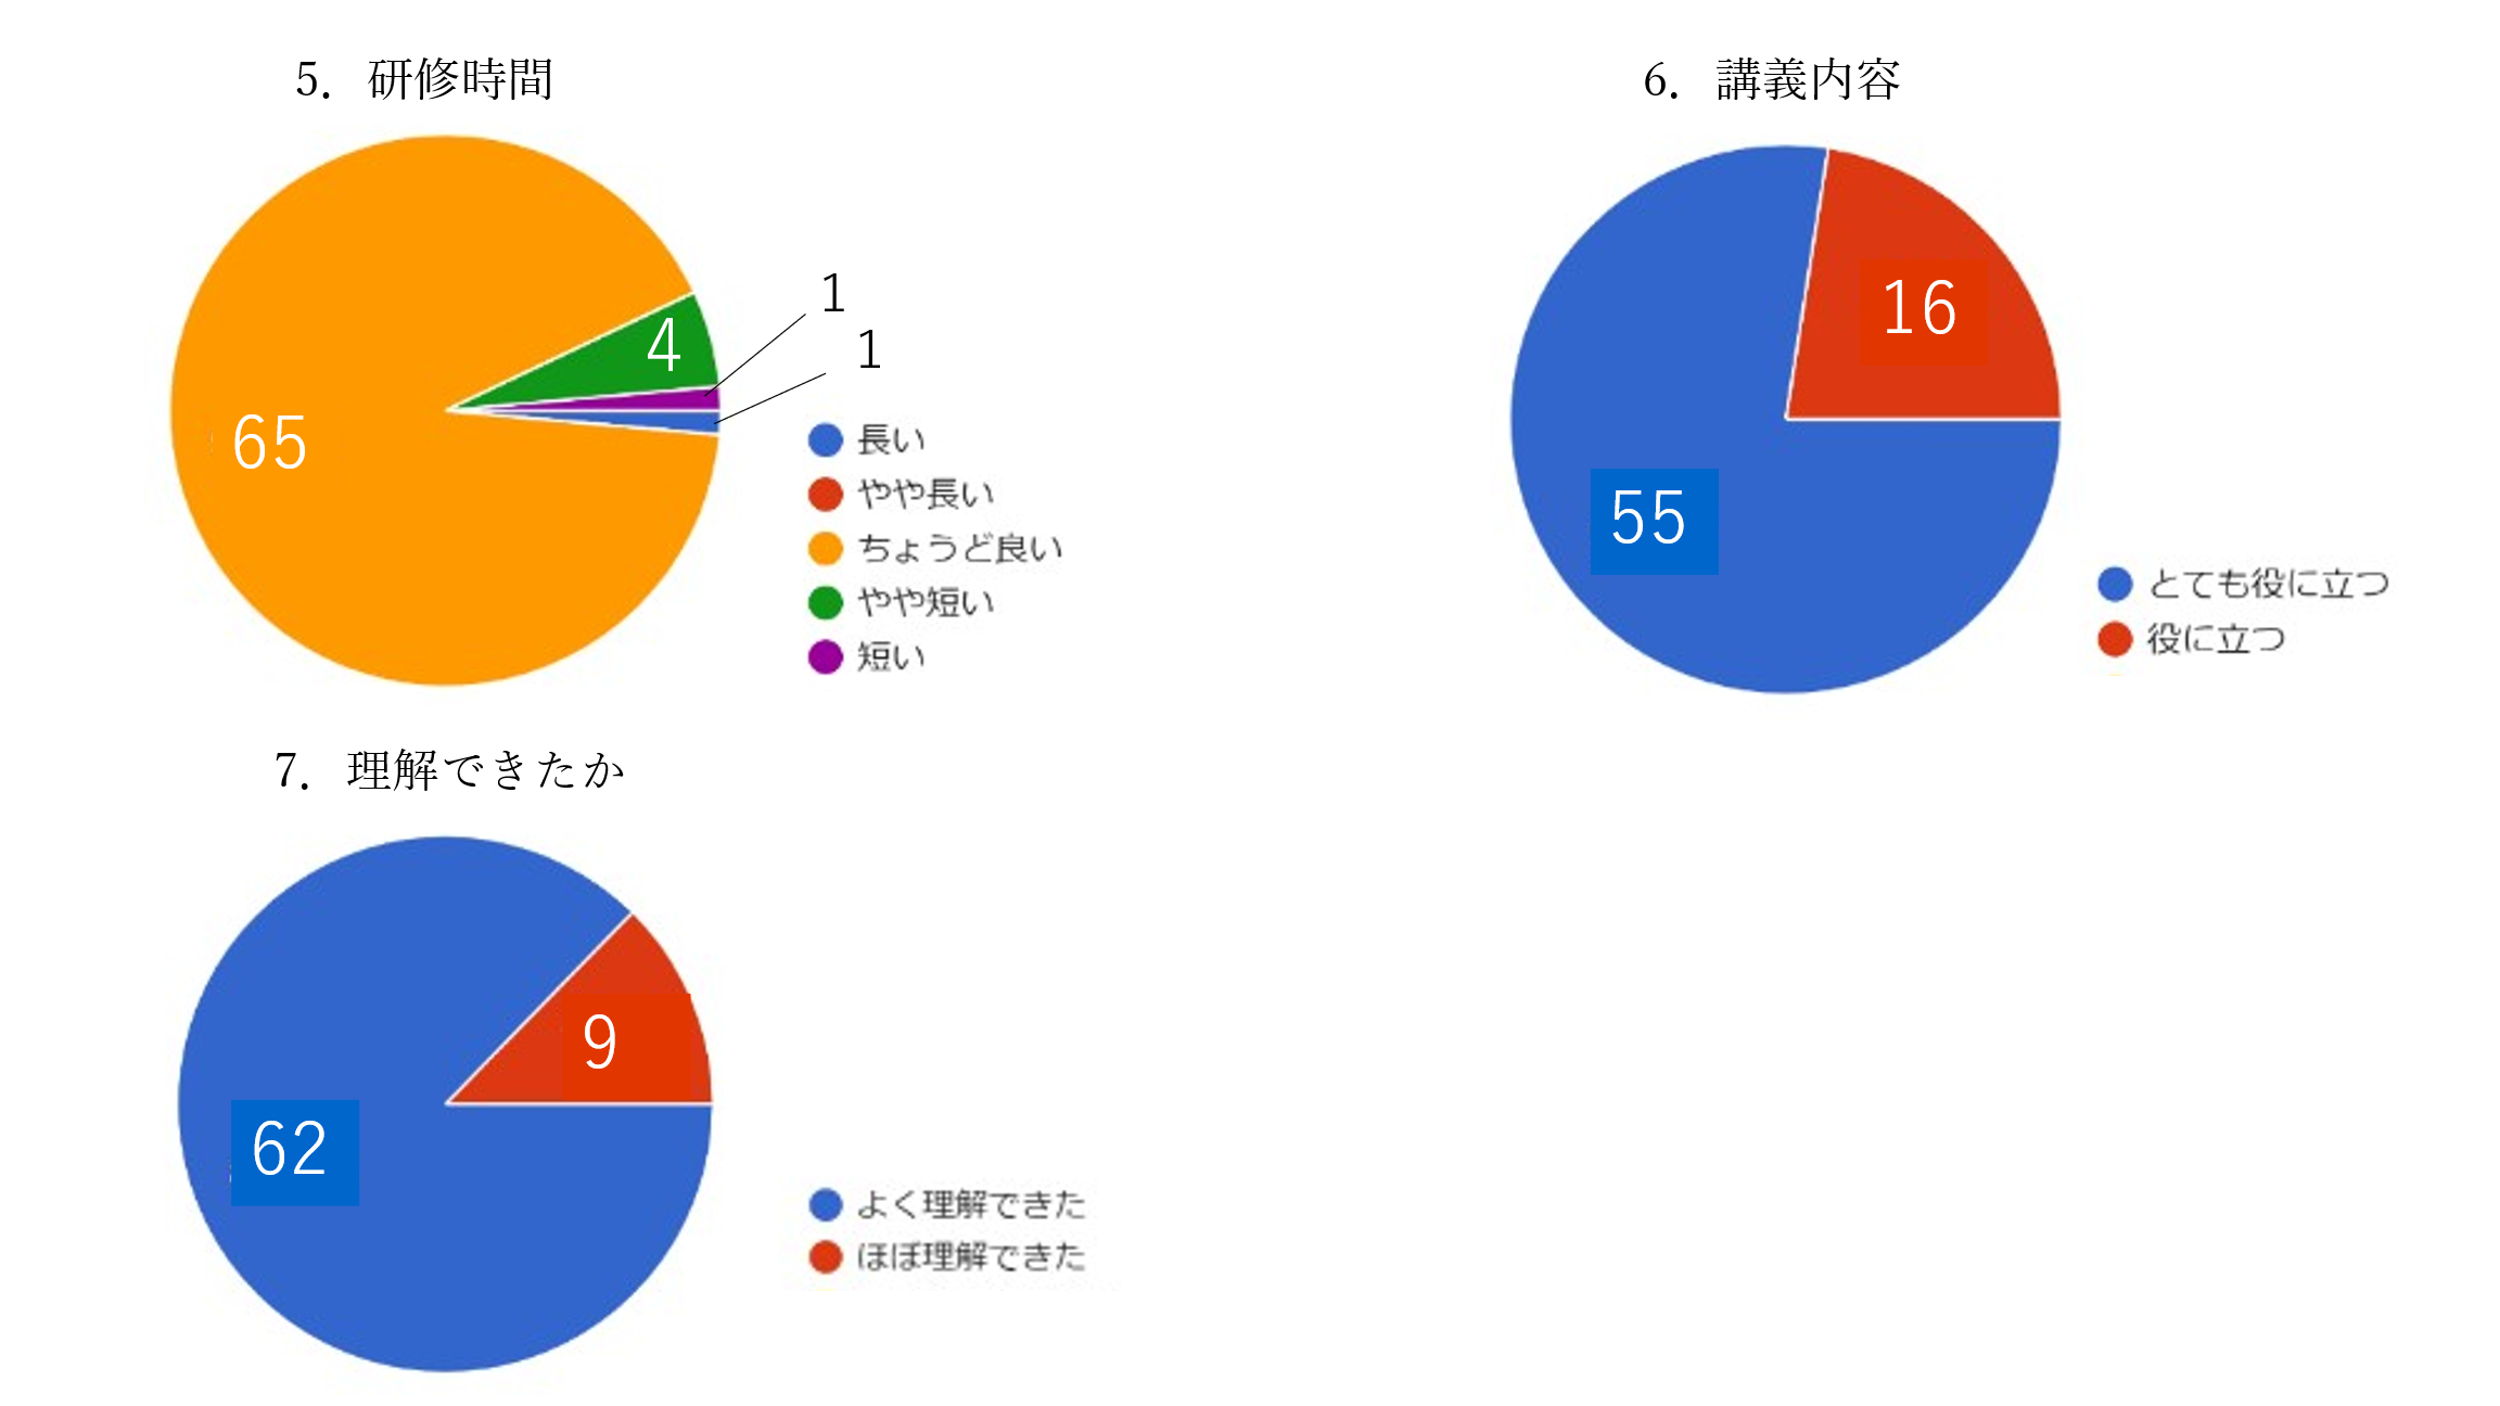 5．研修時間
65
4
1
1
長い
やや長い
ちょうど良い
やや短い
短い
6．講義内容
16
55
とても役に立つ
役に立つ
7．理解できたか
9
62
よく理解できた
ほぼ理解できた